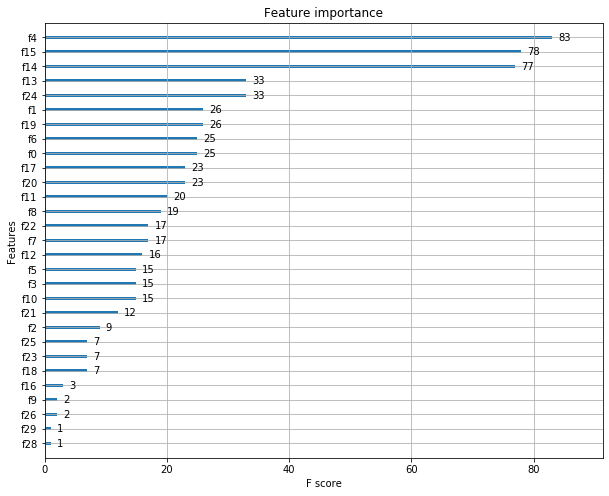 Feature importance
f4 83
f15 78
f14 77
f13 33
f24 33
f1 26
f19 26
f6 25
f0 25
f17 23
f20 23
f11 20
f8 19
f22 17
f7 17
f12 16
f5 15
f3 15
f10 15
f21 12
f2 9
f25 7
f23 7
f18 7
f16 3
f9 2
f26 2
f29 1
f28 1
Features
0 20 40 60 80
F score